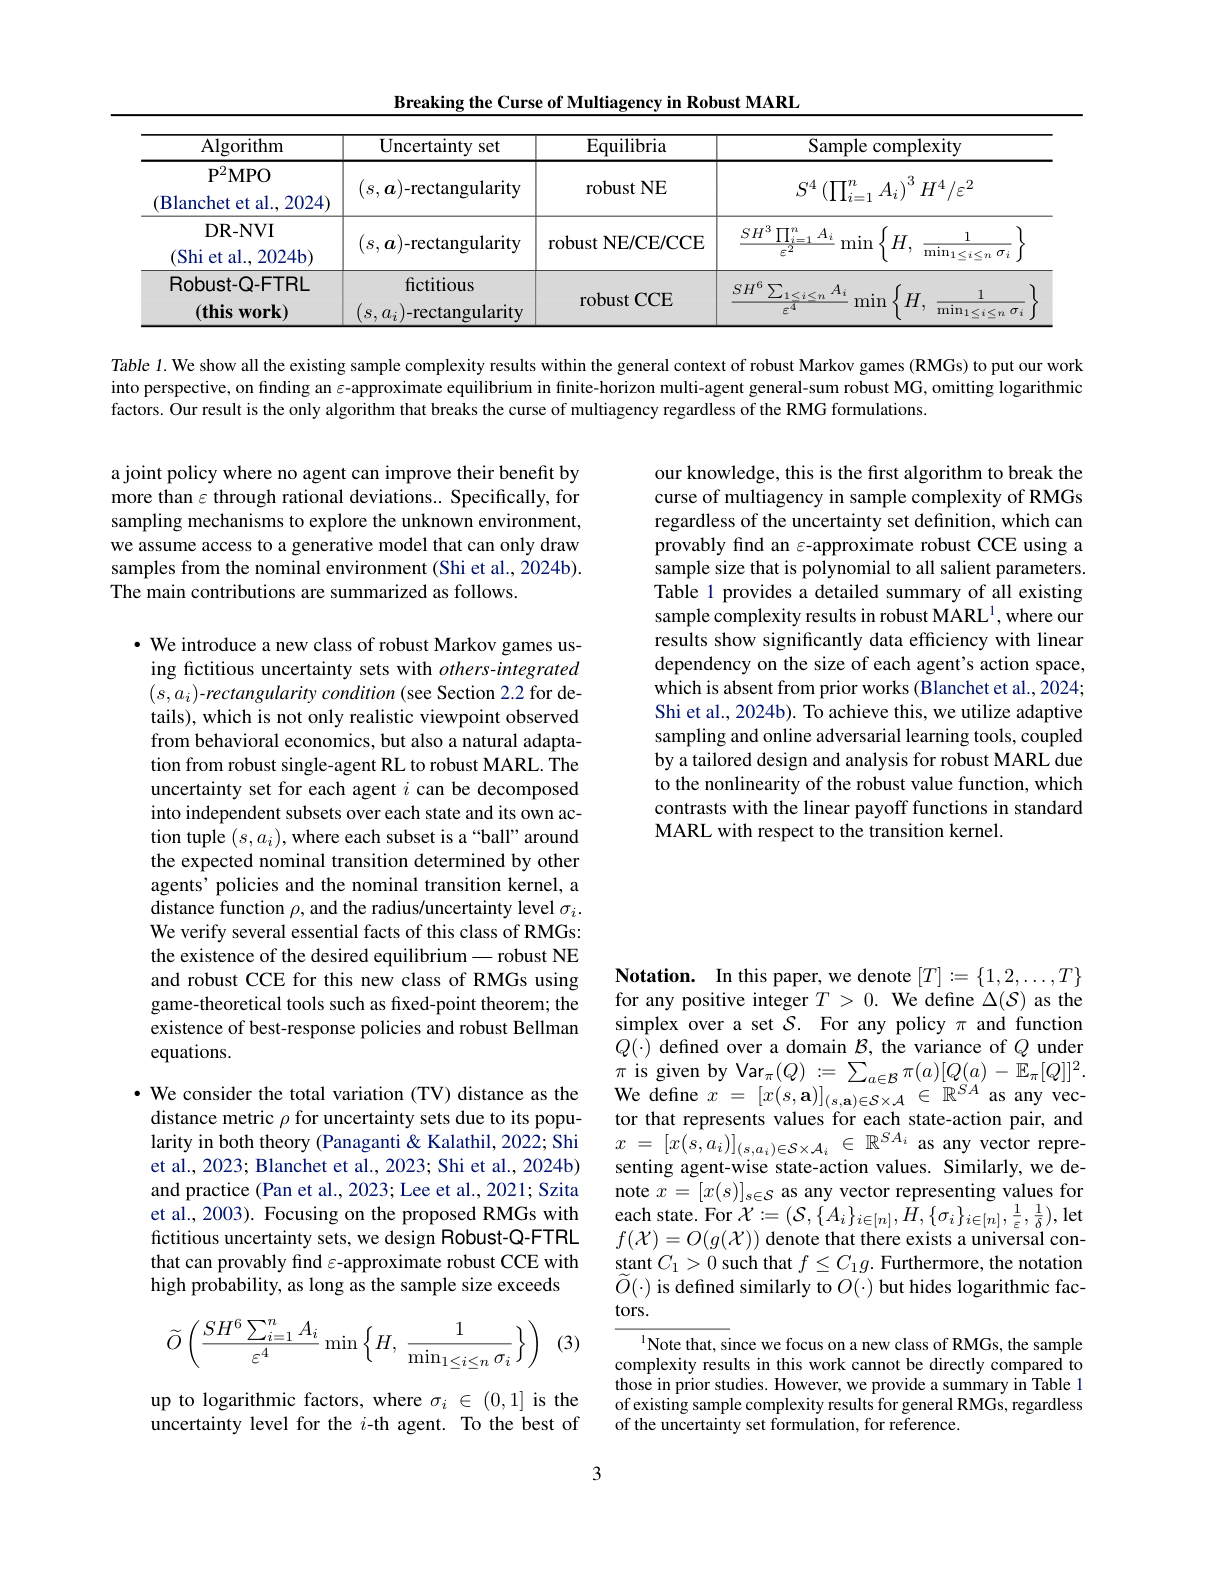 Breaking the Curse of Multiagency in Robust MARL
Algorithm Uncertainty set Equilibria Sample complexity
P²MPO
(Blanchet et al., 2024) (s, a)-rectangularity robust NE S⁴ (∏ⁿᵢ₌₁ Aᵢ)³ H⁴/ε²
DR-NVI
(Shi et al., 2024b) (s, a)-rectangularity robust NE/CE/CCE SH³ ∏ⁿᵢ₌₁ Aᵢ / ε² min {H, 1 / min₁≤ᵢ≤ₙ σᵢ}
Robust-Q-FTRL
(this work) fictitious (s, aᵢ)-rectangularity robust CCE SH⁶ ∑₁≤ᵢ≤ₙ Aᵢ / ε⁴ min {H, 1 / min₁≤ᵢ≤ₙ σᵢ}
Table 1. We show all the existing sample complexity results within the general context of robust Markov games (RMGs) to put our work
into perspective, on finding an ε-approximate equilibrium in finite-horizon multi-agent general-sum robust MG, omitting logarithmic
factors. Our result is the only algorithm that breaks the curse of multiagency regardless of the RMG formulations.
a joint policy where no agent can improve their benefit by
more than ε through rational deviations.. Specifically, for
sampling mechanisms to explore the unknown environment,
we assume access to a generative model that can only draw
samples from the nominal environment (Shi et al., 2024b).
The main contributions are summarized as follows.
• We introduce a new class of robust Markov games us-
ing fictitious uncertainty sets with others-integrated
(s, aᵢ)-rectangularity condition (see Section 2.2 for de-
tails), which is not only realistic viewpoint observed
from behavioral economics, but also a natural adapta-
tion from robust single-agent RL to robust MARL. The
uncertainty set for each agent i can be decomposed
into independent subsets over each state and its own ac-
tion tuple (s, aᵢ), where each subset is a “ball” around
the expected nominal transition determined by other
agents’ policies and the nominal transition kernel, a
distance function ρ, and the radius/uncertainty level σᵢ.
We verify several essential facts of this class of RMGs:
the existence of the desired equilibrium — robust NE
and robust CCE for this new class of RMGs using
game-theoretical tools such as fixed-point theorem; the
existence of best-response policies and robust Bellman
equations.
• We consider the total variation (TV) distance as the
distance metric ρ for uncertainty sets due to its popu-
larity in both theory (Panaganti & Kalathil, 2022; Shi
et al., 2023; Blanchet et al., 2023; Shi et al., 2024b)
and practice (Pan et al., 2023; Lee et al., 2021; Szita
et al., 2003). Focusing on the proposed RMGs with
fictitious uncertainty sets, we design Robust-Q-FTRL
that can provably find ε-approximate robust CCE with
high probability, as long as the sample size exceeds
Õ (SH⁶ ∑ⁿᵢ₌₁ Aᵢ / ε⁴ min {H, 1 / min₁≤ᵢ≤ₙ σᵢ}) (3)
up to logarithmic factors, where σᵢ ∈ (0, 1] is the
uncertainty level for the i-th agent. To the best of
our knowledge, this is the first algorithm to break the
curse of multiagency in sample complexity of RMGs
regardless of the uncertainty set definition, which can
provably find an ε-approximate robust CCE using a
sample size that is polynomial to all salient parameters.
Table 1 provides a detailed summary of all existing
sample complexity results in robust MARL¹, where our
results show significantly data efficiency with linear
dependency on the size of each agent’s action space,
which is absent from prior works (Blanchet et al., 2024;
Shi et al., 2024b). To achieve this, we utilize adaptive
sampling and online adversarial learning tools, coupled
by a tailored design and analysis for robust MARL due
to the nonlinearity of the robust value function, which
contrasts with the linear payoff functions in standard
MARL with respect to the transition kernel.
Notation. In this paper, we denote [T] := {1, 2, . . . , T}
for any positive integer T > 0. We define Δ(𝒮) as the
simplex over a set 𝒮. For any policy π and function
Q(·) defined over a domain ℬ, the variance of Q under
π is given by Var_π(Q) := ∑_{a∈ℬ} π(a)[Q(a) − 𝔼_π[Q]]².
We define x = [x(s, a)]_{(s,a)∈𝒮×𝒜} ∈ ℝ^{SA} as any vec-
tor that represents values for each state-action pair, and
x = [x(s, aᵢ)]_{(s,aᵢ)∈𝒮×𝒜ᵢ} ∈ ℝ^{SAᵢ} as any vector repre-
senting agent-wise state-action values. Similarly, we de-
note x = [x(s)]_{s∈𝒮} as any vector representing values for
each state. For 𝒳 := (𝒮, {Aᵢ}_{i∈[n]}, H, {σᵢ}_{i∈[n]}, 1/ε, 1/δ), let
f(𝒳) = O(g(𝒳)) denote that there exists a universal con-
stant C₁ > 0 such that f ≤ C₁g. Furthermore, the notation
Õ(·) is defined similarly to O(·) but hides logarithmic fac-
tors.
¹Note that, since we focus on a new class of RMGs, the sample
complexity results in this work cannot be directly compared to
those in prior studies. However, we provide a summary in Table 1
of existing sample complexity results for general RMGs, regardless
of the uncertainty set formulation, for reference.
3